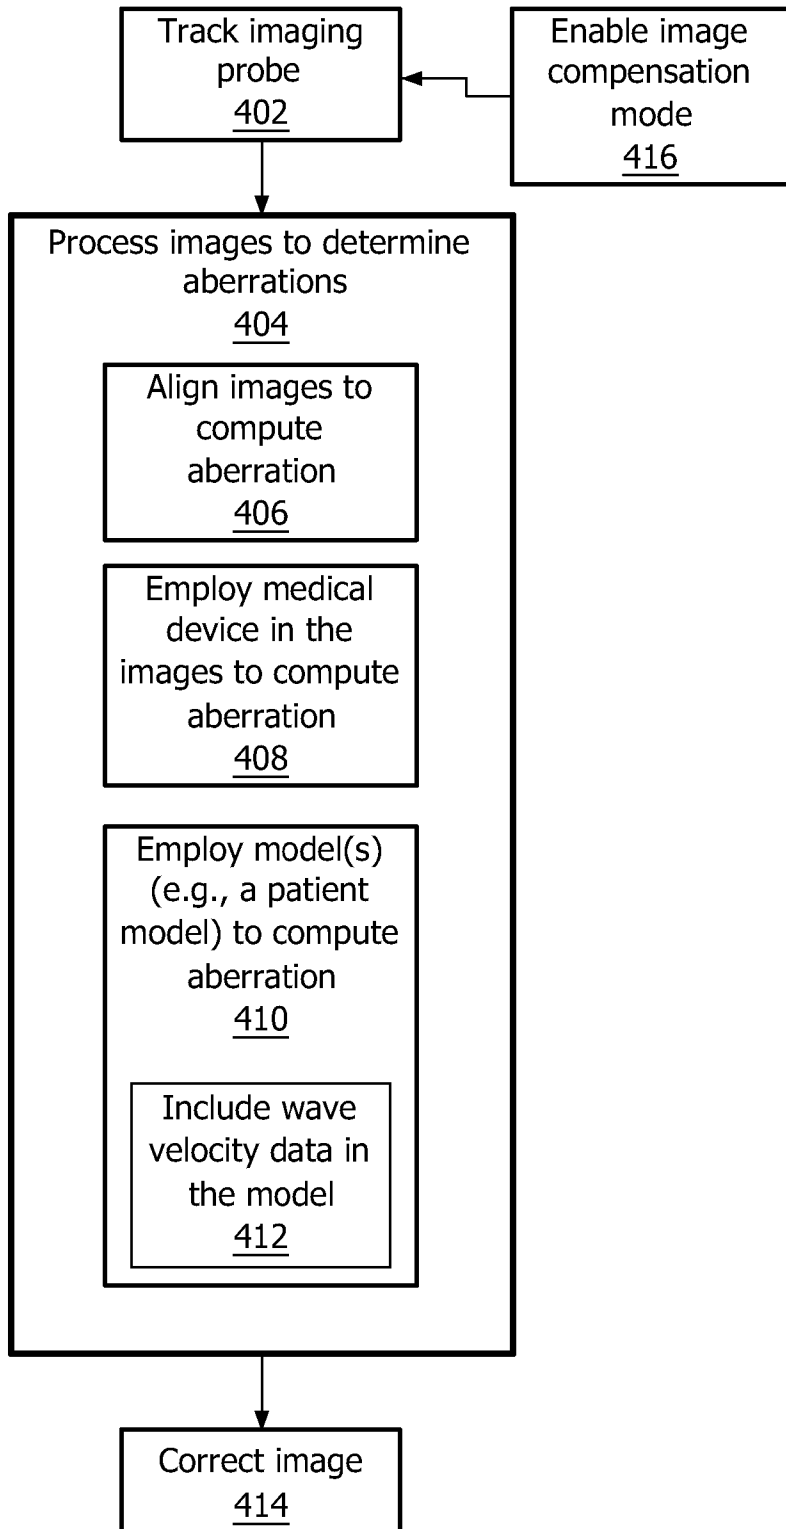 Track imaging
probe
402
Enable image
compensation
mode
416
Process images to determine
aberrations
404
Align images to
compute
aberration
406
Employ medical
device in the
images to compute
aberration
408
Employ model(s)
(e.g., a patient
model) to compute
aberration
410
Include wave
velocity data in
the model
412
Correct image
414